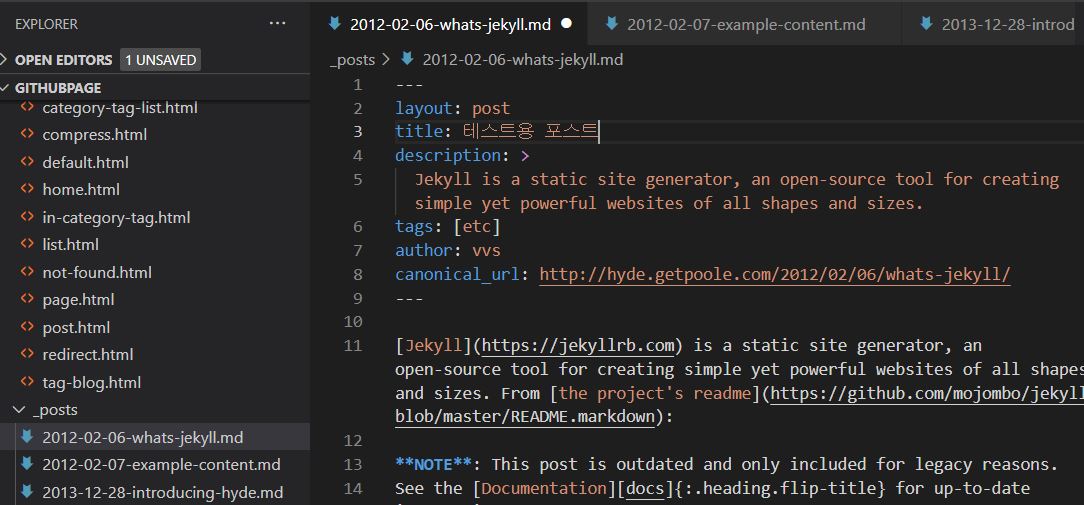 EXPLORER ...
OPEN EDITORS 1 UNSAVED
GITHUBPAGE
category-tag-list.html
compress.html
default.html
home.html
in-category-tag.html
list.html
not-found.html
page.html
post.html
redirect.html
tag-blog.html
_posts
2012-02-06-whats-jekyll.md
2012-02-07-example-content.md
2013-12-28-introducing-hyde.md
2012-02-06-whats-jekyll.md
2012-02-07-example-content.md
2013-12-28-introd
_posts > 2012-02-06-whats-jekyll.md
1 ---
2 layout: post
3 title: 테스트용 포스트
4 description: >
5 Jekyll is a static site generator, an open-source tool for creating
simple yet powerful websites of all shapes and sizes.
6 tags: [etc]
7 author: vvs
8 canonical_url: http://hyde.getpoole.com/2012/02/06/whats-jekyll/
9 ---
10
11 [Jekyll](https://jekyllrb.com) is a static site generator, an
open-source tool for creating simple yet powerful websites of all shapes
and sizes. From [the project's readme](https://github.com/mojombo/jekyll
blob/master/README.markdown):
12
13 **NOTE**: This post is outdated and only included for legacy reasons.
14 See the [Documentation][docs]{:.heading.flip-title} for up-to-date